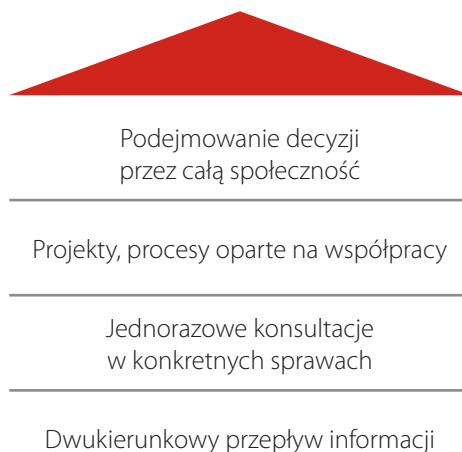 Podejmowanie decyzji
przez całą społeczność
Projekty, procesy oparte na współpracy
Jednorazowe konsultacje
w konkretnych sprawach
Dwukierunkowy przepływ informacji